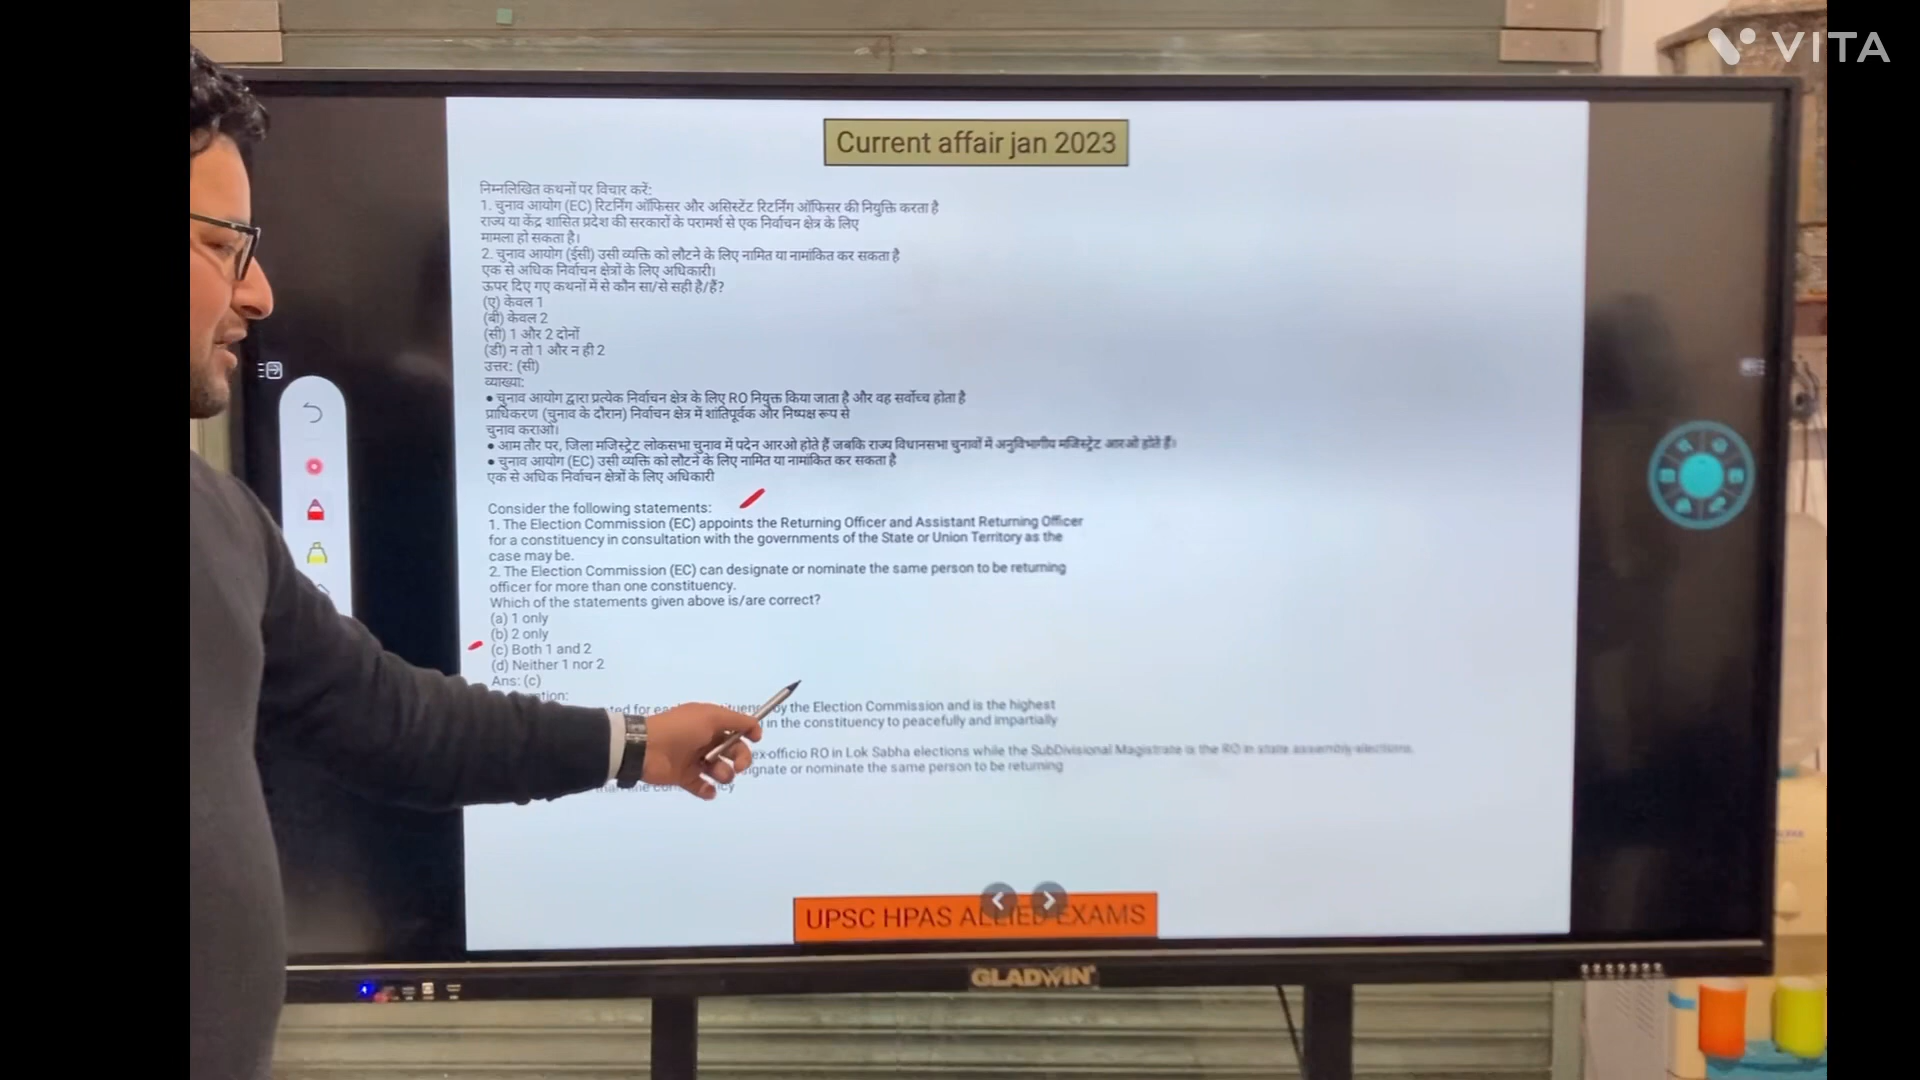 VITA
Current affair jan 2023
निम्नलिखित कथनों पर विचार करें:
1. चुनाव आयोग (EC) रिटर्निंग ऑफिसर और असिस्टेंट रिटर्निंग ऑफिसर की नियुक्ति करता है
राज्य या केंद्र शासित प्रदेश की सरकारों के परामर्श से एक निर्वाचन क्षेत्र के लिए
मामला हो सकता है।
2. चुनाव आयोग (ईसी) उसी व्यक्ति को लौटने के लिए नामित या नामांकित कर सकता है
एक से अधिक निर्वाचन क्षेत्रों के लिए अधिकारी।
ऊपर दिए गए कथनों में से कौन सा/से सही है/हैं?
(ए) केवल 1
(बी) केवल 2
(सी) 1 और 2 दोनों
(डी) न तो 1 और न ही 2
उत्तर: (सी)
व्याख्या:
● चुनाव आयोग द्वारा प्रत्येक निर्वाचन क्षेत्र के लिए RO नियुक्त किया जाता है और वह सर्वोच्च होता है
प्राधिकरण (चुनाव के दौरान) निर्वाचन क्षेत्र में शांतिपूर्वक और निष्पक्ष रूप से
चुनाव कराओ।
● आम तौर पर, जिला मजिस्ट्रेट लोकसभा चुनाव में पदेन आरओ होते हैं जबकि राज्य विधानसभा चुनावों में अनुविभागीय मजिस्ट्रेट आरओ होते हैं।
● चुनाव आयोग (EC) उसी व्यक्ति को लौटने के लिए नामित या नामांकित कर सकता है
एक से अधिक निर्वाचन क्षेत्रों के लिए अधिकारी
Consider the following statements:
1. The Election Commission (EC) appoints the Returning Officer and Assistant Returning Officer
for a constituency in consultation with the governments of the State or Union Territory as the
case may be.
2. The Election Commission (EC) can designate or nominate the same person to be returning
officer for more than one constituency.
Which of the statements given above is/are correct?
(a) 1 only
(b) 2 only
(c) Both 1 and 2
(d) Neither 1 nor 2
Ans: (c)
for by the Election Commission and is the highest
in the constituency to peacefully and impartially
ex-officio RO in Lok Sabha elections while the SubDivisional Magistrate is the RO in state assembly elections.
or nominate the same person to be returning
UPSC HPAS ALLIED EXAMS
GLADWIN